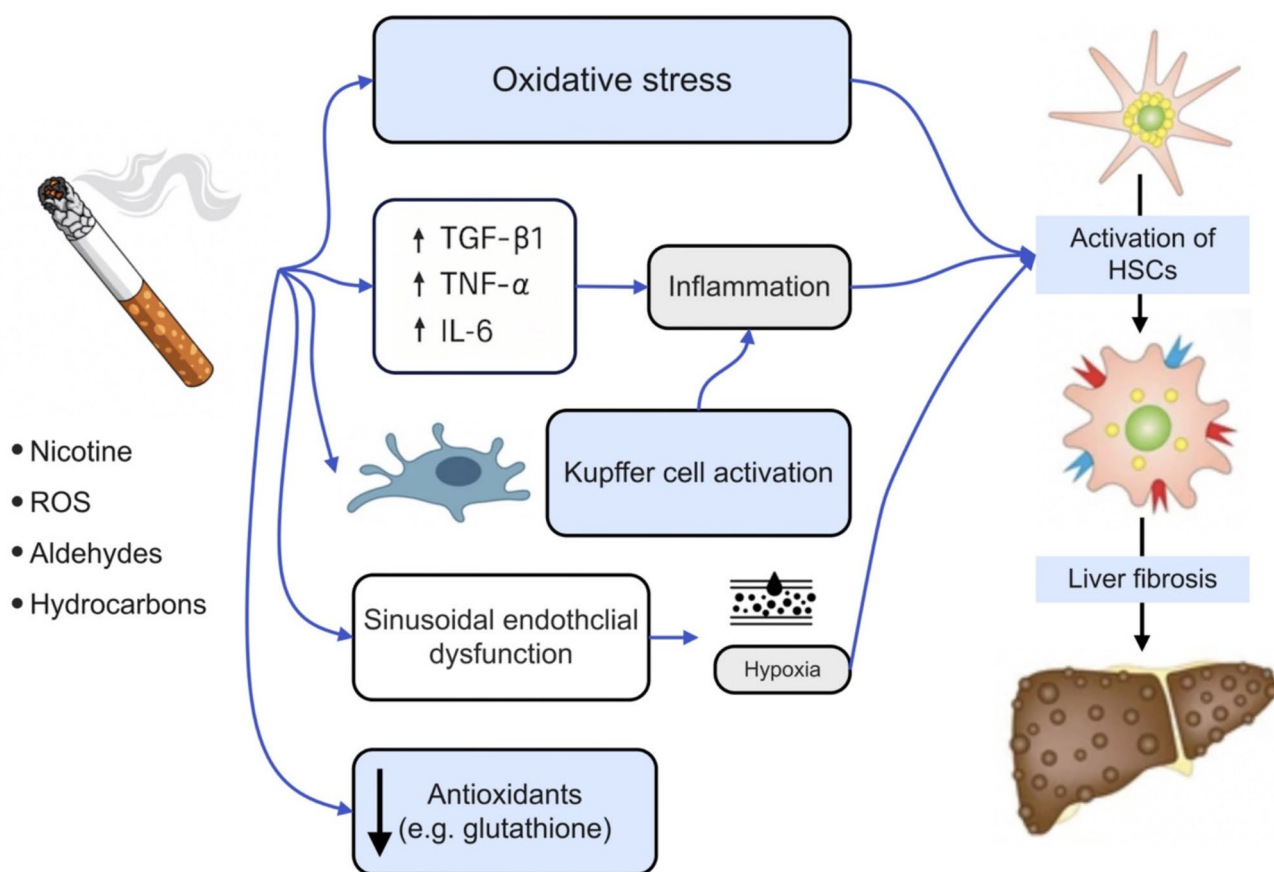 Oxidative stress
↑ TGF-β1
↑ TNF-α
↑ IL-6
Inflammation
Kupffer cell activation
Sinusoidal endothclial
dysfunction
Hypoxia
Antioxidants
(e.g. glutathione)
• Nicotine
• ROS
• Aldehydes
• Hydrocarbons
Activation of
HSCs
Liver fibrosis